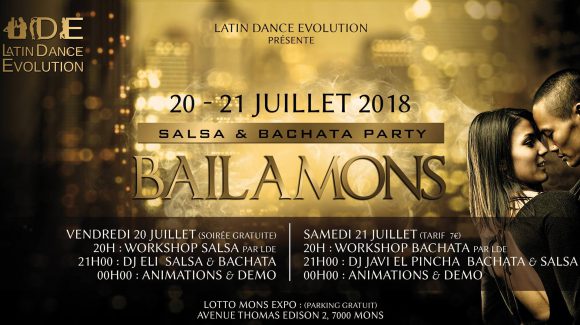 LDE
LATIN DANCE
EVOLUTION
LATIN DANCE EVOLUTION
PRÉSENTE
20 - 21 JUILLET 2018
SALSA & BACHATA PARTY
BAILAMONS
VENDREDI 20 JUILLET (SOIRÉE GRATUITE)
20H : WORKSHOP SALSA PAR LDE
21H00 : DJ ELI SALSA & BACHATA
00H00 : ANIMATIONS & DEMO
SAMEDI 21 JUILLET (TARIF 7€)
20H : WORKSHOP BACHATA PAR LDE
21H00 : DJ JAVI EL PINCHA BACHATA & SALSA
00H00 : ANIMATIONS & DEMO
LOTTO MONS EXPO : (PARKING GRATUIT)
AVENUE THOMAS EDISON 2, 7000 MONS